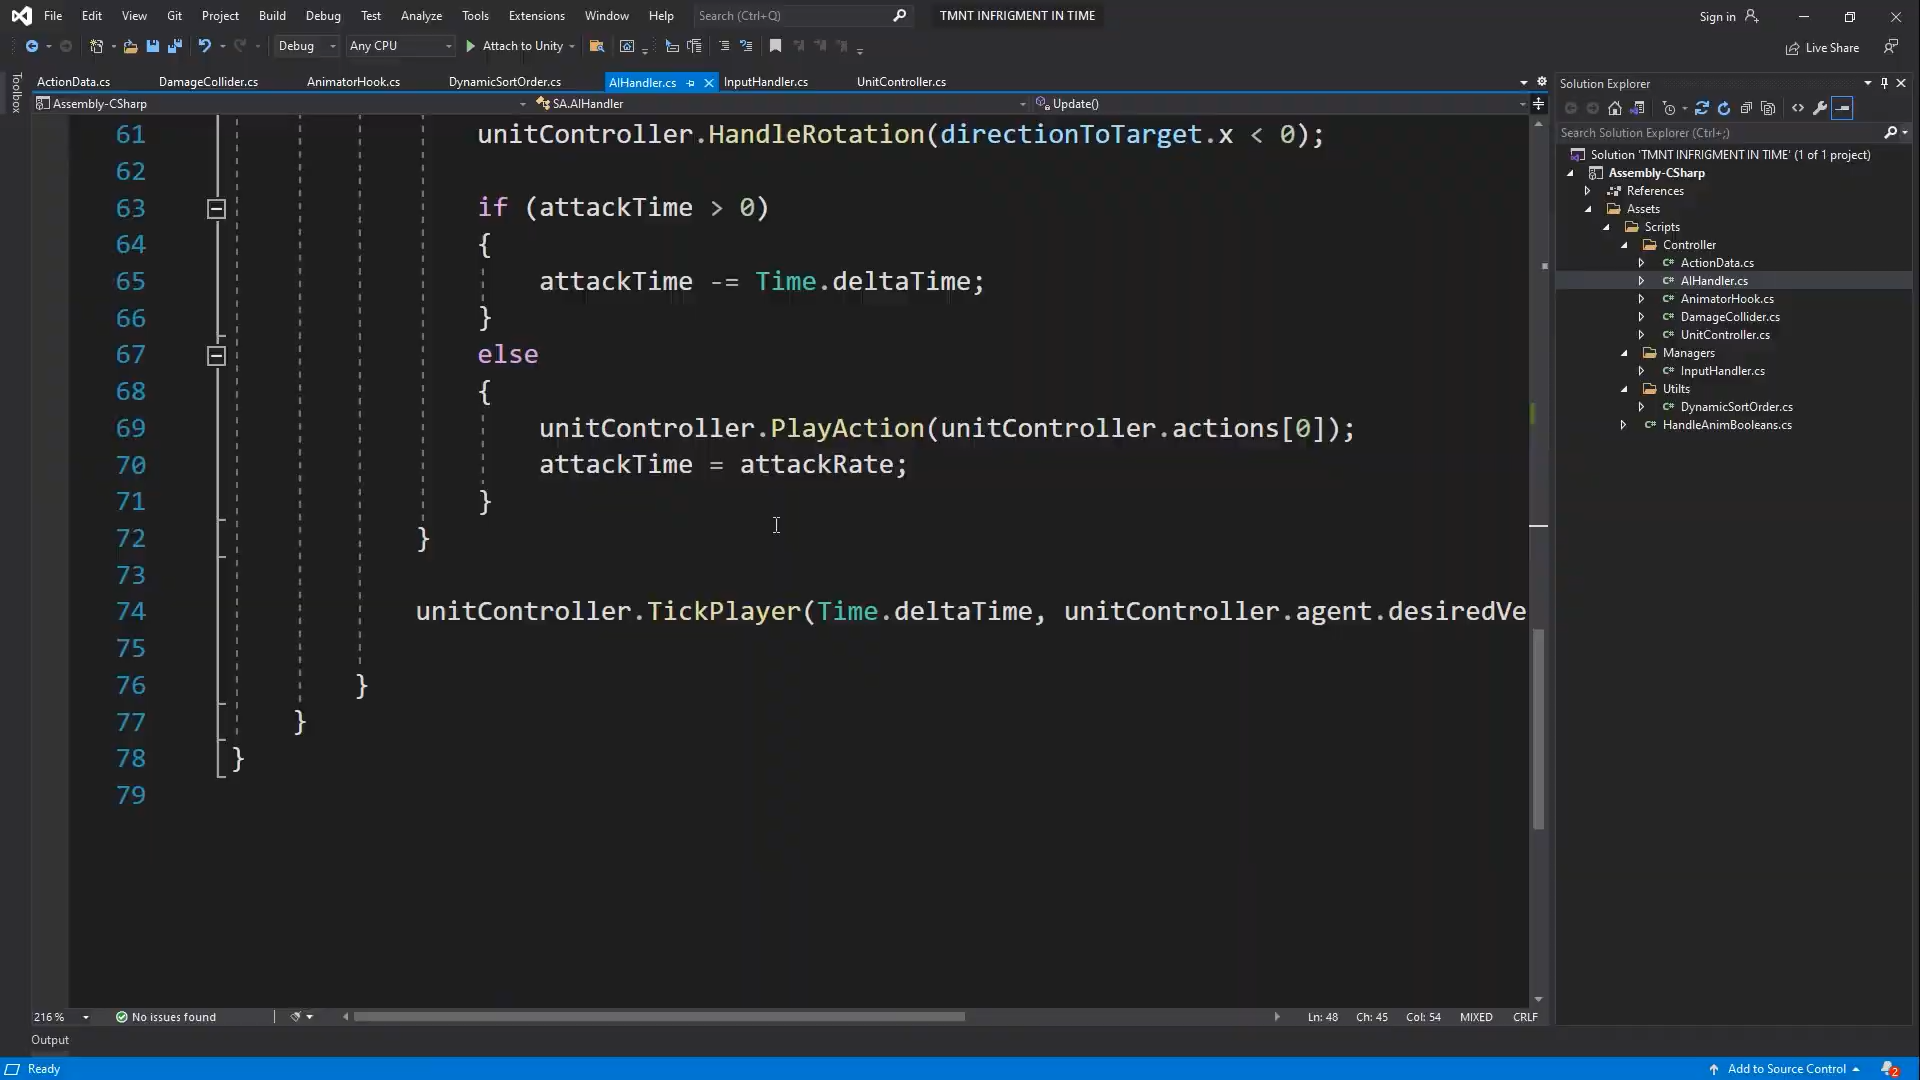 File Edit View Git Project Build Debug Test Analyze Tools Extensions Window Help Search (Ctrl+Q) TMNT INFRIGMENT IN TIME Sign in
Debug Any CPU Attach to Unity Live Share
Toolbox
ActionData.cs DamageCollider.cs AnimatorHook.cs DynamicSortOrder.cs AIHandler.cs InputHandler.cs UnitController.cs
Assembly-CSharp SA.AIHandler Update()
61 unitController.HandleRotation(directionToTarget.x < 0);
62
63 if (attackTime > 0)
64 {
65 attackTime -= Time.deltaTime;
66 }
67 else
68 {
69 unitController.PlayAction(unitController.actions[0]);
70 attackTime = attackRate;
71 }
72 }
73
74 unitController.TickPlayer(Time.deltaTime, unitController.agent.desiredVe
75
76 }
77 }
78 }
79
216 % No issues found Ln: 48 Ch: 45 Col: 54 MIXED CRLF
Output
Ready Add to Source Control 2
Solution Explorer
Search Solution Explorer (Ctrl+;)
Solution 'TMNT INFRIGMENT IN TIME' (1 of 1 project)
Assembly-CSharp
References
Assets
Scripts
Controller
C# ActionData.cs
C# AIHandler.cs
C# AnimatorHook.cs
C# DamageCollider.cs
C# UnitController.cs
Managers
C# InputHandler.cs
Utilts
C# DynamicSortOrder.cs
C# HandleAnimBooleans.cs